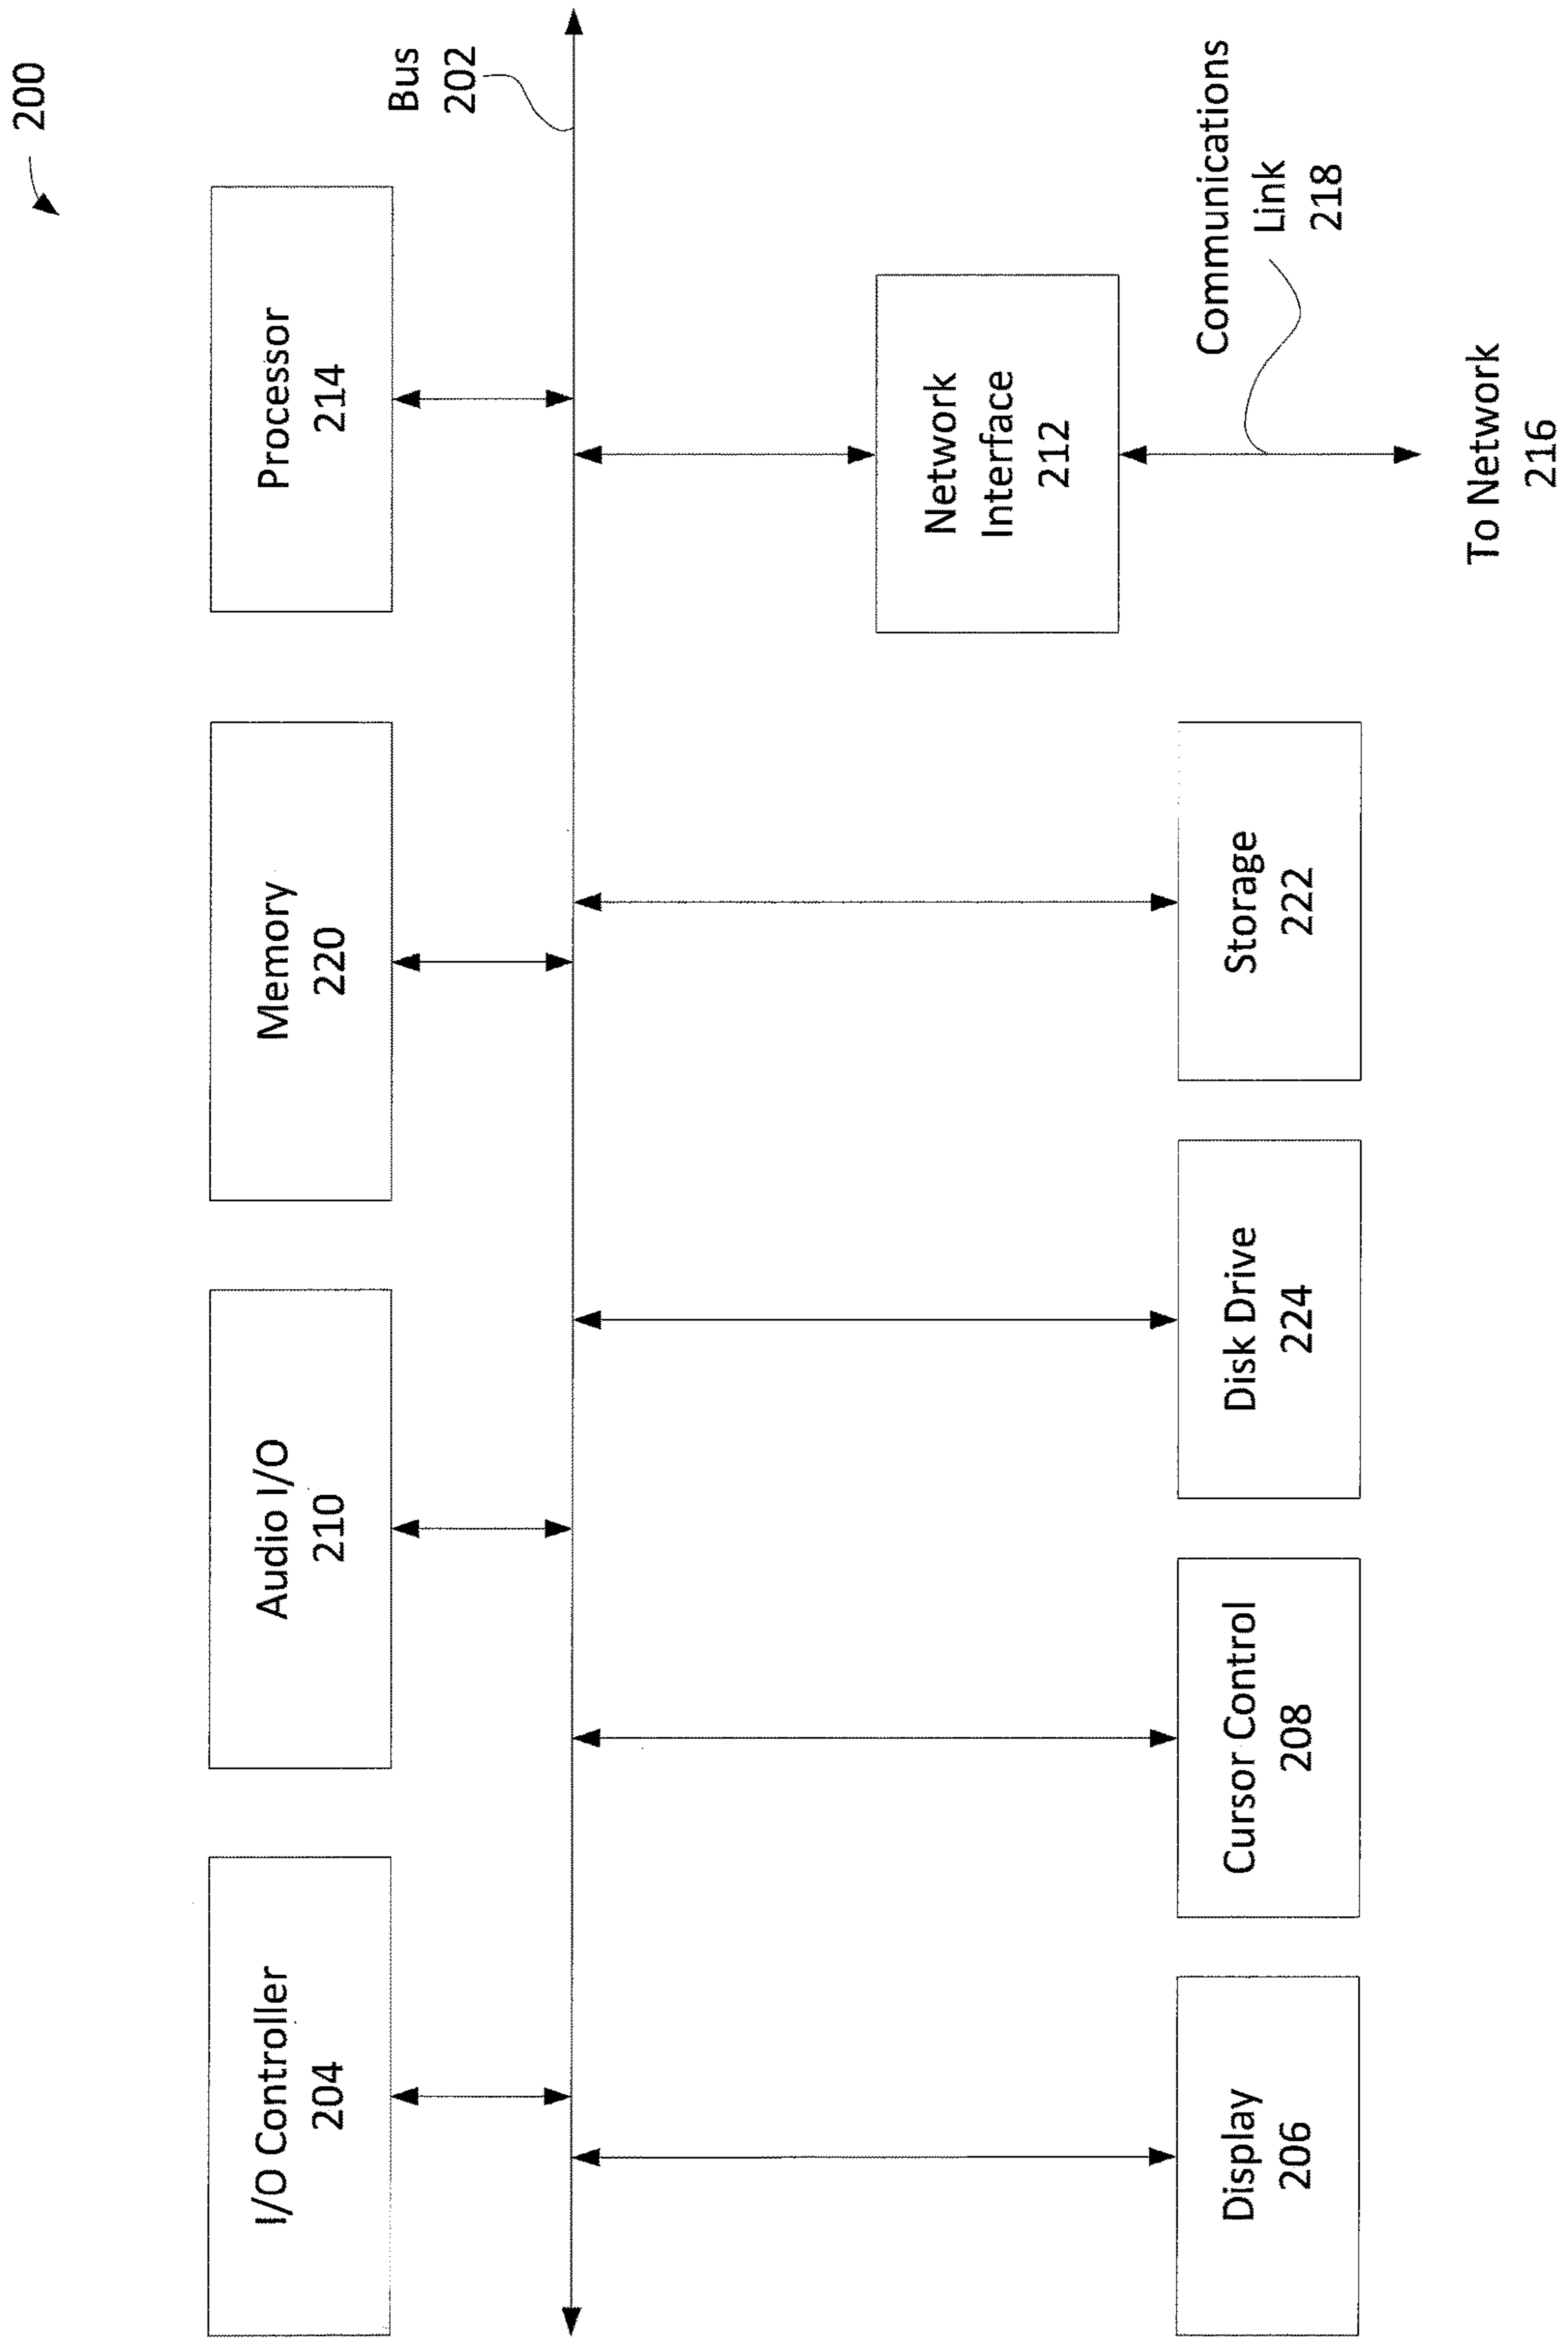 200
I/O Controller
204
Audio I/O
210
Memory
220
Processor
214
Bus
202
Display
206
Cursor Control
208
Disk Drive
224
Storage
222
Network
Interface
212
Communications
Link
218
To Network
216